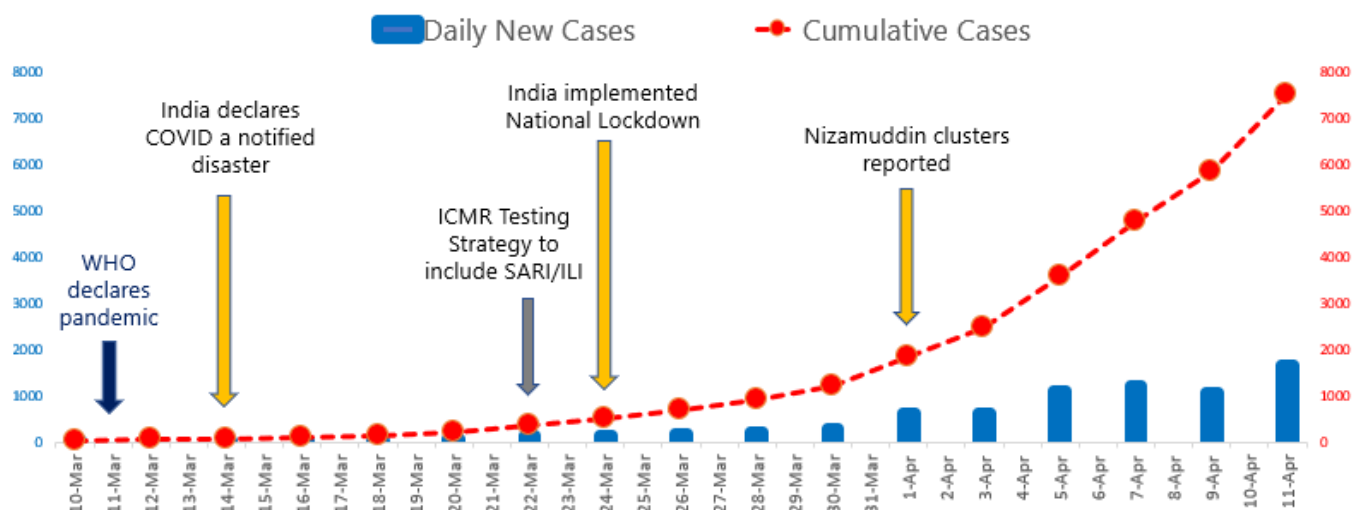 Daily New Cases
Cumulative Cases
8000
7000
6000
5000
4000
3000
2000
1000
0
8000
7000
6000
5000
4000
3000
2000
1000
0
WHO
declares
pandemic
India declares
COVID a notified
disaster
ICMR Testing
Strategy to
include SARI/ILI
India implemented
National Lockdown
Nizamuddin clusters
reported
10-Mar
11-Mar
12-Mar
13-Mar
14-Mar
15-Mar
16-Mar
17-Mar
18-Mar
19-Mar
20-Mar
21-Mar
22-Mar
23-Mar
24-Mar
25-Mar
26-Mar
27-Mar
28-Mar
29-Mar
30-Mar
31-Mar
1-Apr
2-Apr
3-Apr
4-Apr
5-Apr
6-Apr
7-Apr
8-Apr
9-Apr
10-Apr
11-Apr